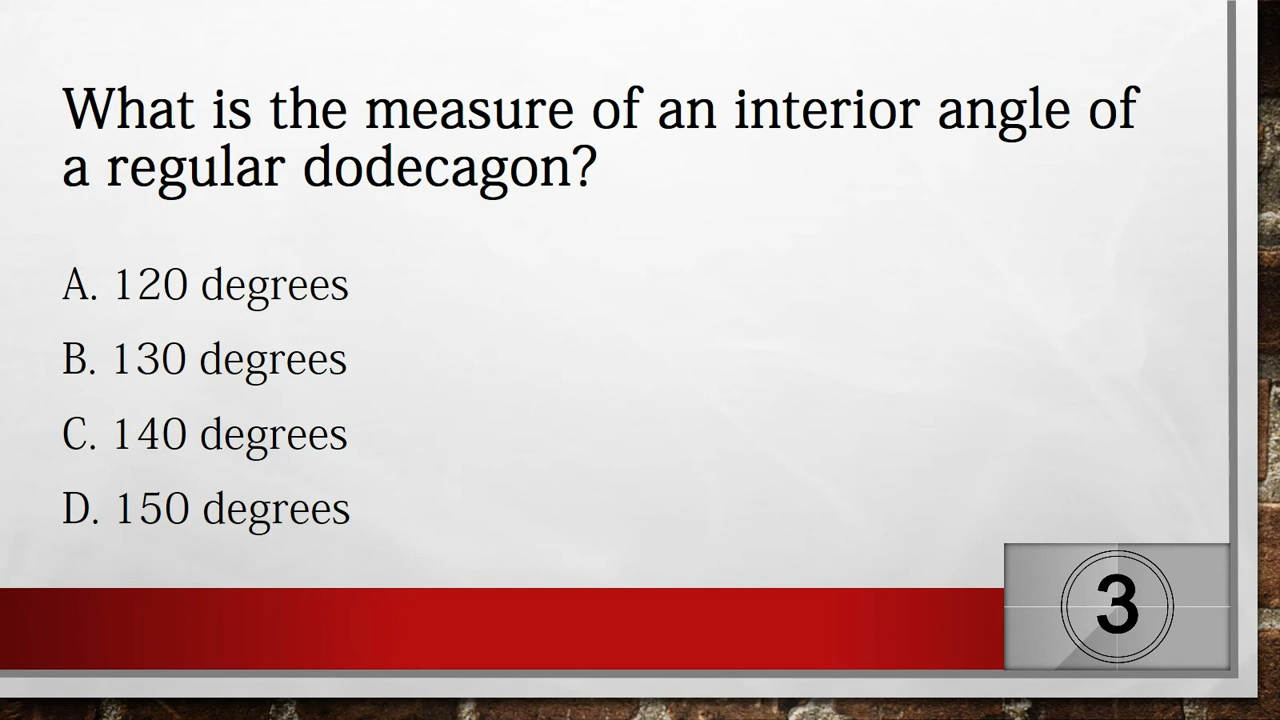 What is the measure of an interior angle of
a regular dodecagon?
A. 120 degrees
B. 130 degrees
C. 140 degrees
D. 150 degrees
3